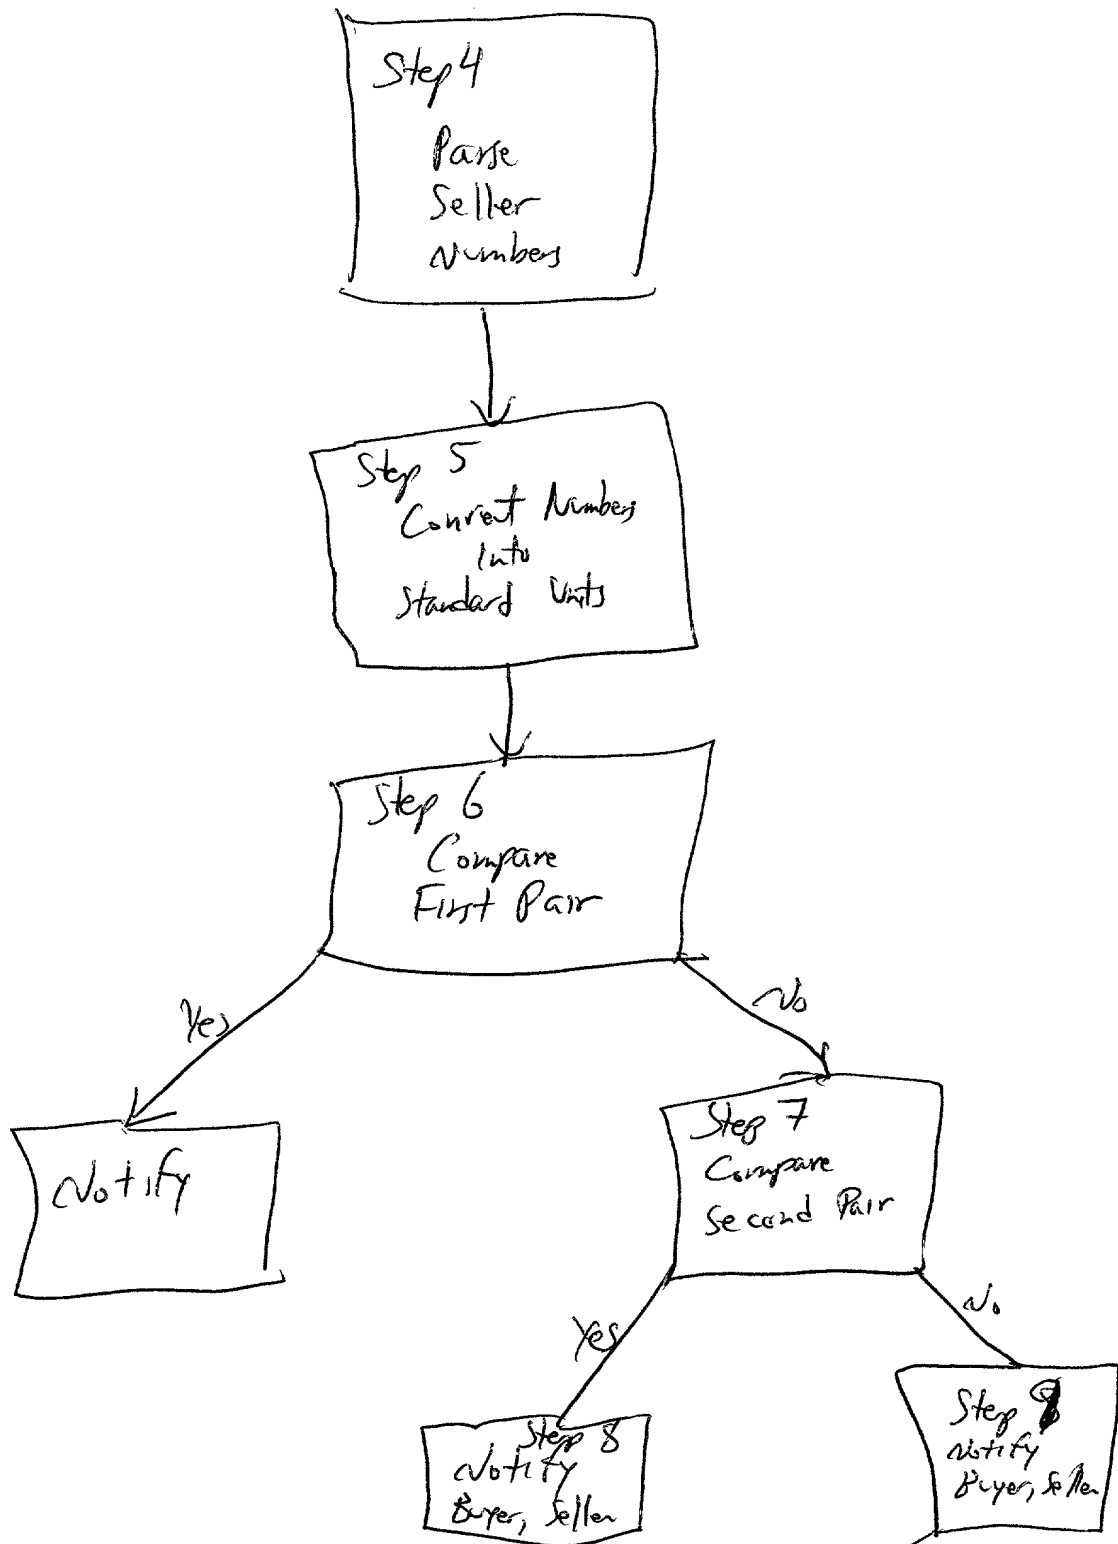 Step 4
Parse
Seller
Numbers
Step 5
Convert Numbers
Into
Standard Units
Step 6
Compare
First Pair
Yes
No
Notify
Step 7
Compare
Second Pair
Yes
No
Step 8
Notify
Buyer, Seller
Step
Notify
Buyer, Seller